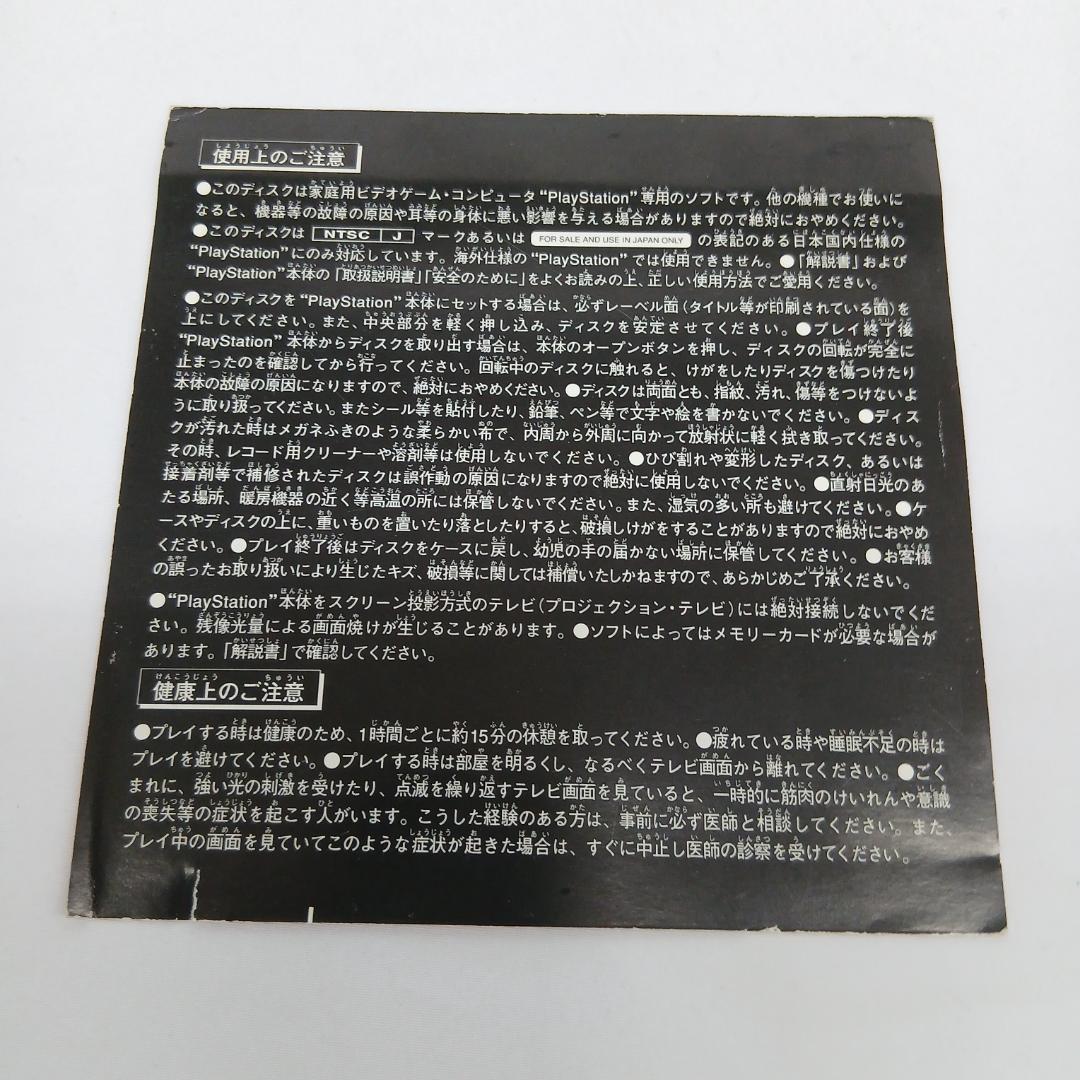 使用上のご注意
●このディスクは家庭用ビデオゲーム・コンピュータ“PlayStation”専用のソフトです。他の機種でお使いに
なると、機器等の故障の原因や耳等の身体に悪い影響を与える場合がありますので絶対におやめください。
●このディスクは NTSC J マークあるいは FOR SALE AND USE IN JAPAN ONLY の表記のある日本国内仕様の
“PlayStation”にのみ対応しています。海外仕様の“PlayStation”では使用できません。●「解説書」および
“PlayStation”本体の「取扱説明書」「安全のために」をよくお読みの上、正しい使用方法でご愛用ください。
●このディスクを“PlayStation”本体にセットする場合は、必ずレーベル面（タイトル等が印刷されている面）を
上にしてください。また、中央部分を軽く押し込み、ディスクを安定させてください。●プレイ終了後
“PlayStation”本体からディスクを取り出す場合は、本体のオープンボタンを押し、ディスクの回転が完全に
止まったのを確認してから行ってください。回転中のディスクに触れると、けがをしたりディスクを傷つけたり
本体の故障の原因になりますので、絶対におやめください。●ディスクは両面とも、指紋、汚れ、傷等をつけないよ
うに取り扱ってください。またシール等を貼付したり、鉛筆、ペン等で文字や絵を書かないでください。●ディス
クが汚れた時はメガネふきのような柔らかい布で、内周から外周に向かって放射状に軽く拭き取ってください。
その時、レコード用クリーナーや溶剤等は使用しないでください。●ひび割れや変形したディスク、あるいは
接着剤等で補修されたディスクは誤作動の原因になりますので絶対に使用しないでください。●直射日光のあ
たる場所、暖房機器の近く等高温の所には保管しないでください。また、湿気の多い所も避けてください。●ケ
ースやディスクの上に、重いものを置いたり落としたりすると、破損しけがをすることがありますので絶対におやめ
ください。●プレイ終了後はディスクをケースに戻し、幼児の手の届かない場所に保管してください。●お客様
の誤ったお取り扱いにより生じたキズ、破損等に関しては補償いたしかねますので、あらかじめご了承ください。
●“PlayStation”本体をスクリーン投影方式のテレビ（プロジェクション・テレビ）には絶対接続しないでくだ
さい。残像光量による画面焼けが生じることがあります。●ソフトによってはメモリーカードが必要な場合が
あります。「解説書」で確認してください。
健康上のご注意
●プレイする時は健康のため、1時間ごとに約15分の休憩を取ってください。●疲れている時や睡眠不足の時は
プレイを避けてください。●プレイする時は部屋を明るくし、なるべくテレビ画面から離れてください。●ごく
まれに、強い光の刺激を受けたり、点滅を繰り返すテレビ画面を見ていると、一時的に筋肉のけいれんや意識
の喪失等の症状を起こす人がいます。こうした経験のある方は、事前に必ず医師と相談してください。また、
プレイ中の画面を見ていてこのような症状が起きた場合は、すぐに中止し医師の診察を受けてください。